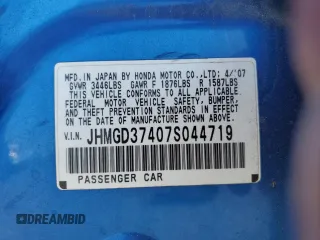 MFD. IN JAPAN BY HONDA MOTOR CO.,LTD: 4/'07
GVWR 3446LBS GAWR F 1876LBS R 1587LBS
THIS VEHICLE CONFORMS TO ALL APPLICABLE
FEDERAL MOTOR VEHICLE SAFETY, BUMPER,
AND THEFT PREVENTION STANDARDS IN EFFECT
ON THE DATE OF MANUFACTURE SHOWN ABOVE.
V.I.N. JHMGD37407S044719
PASSENGER CAR
DREAMBID